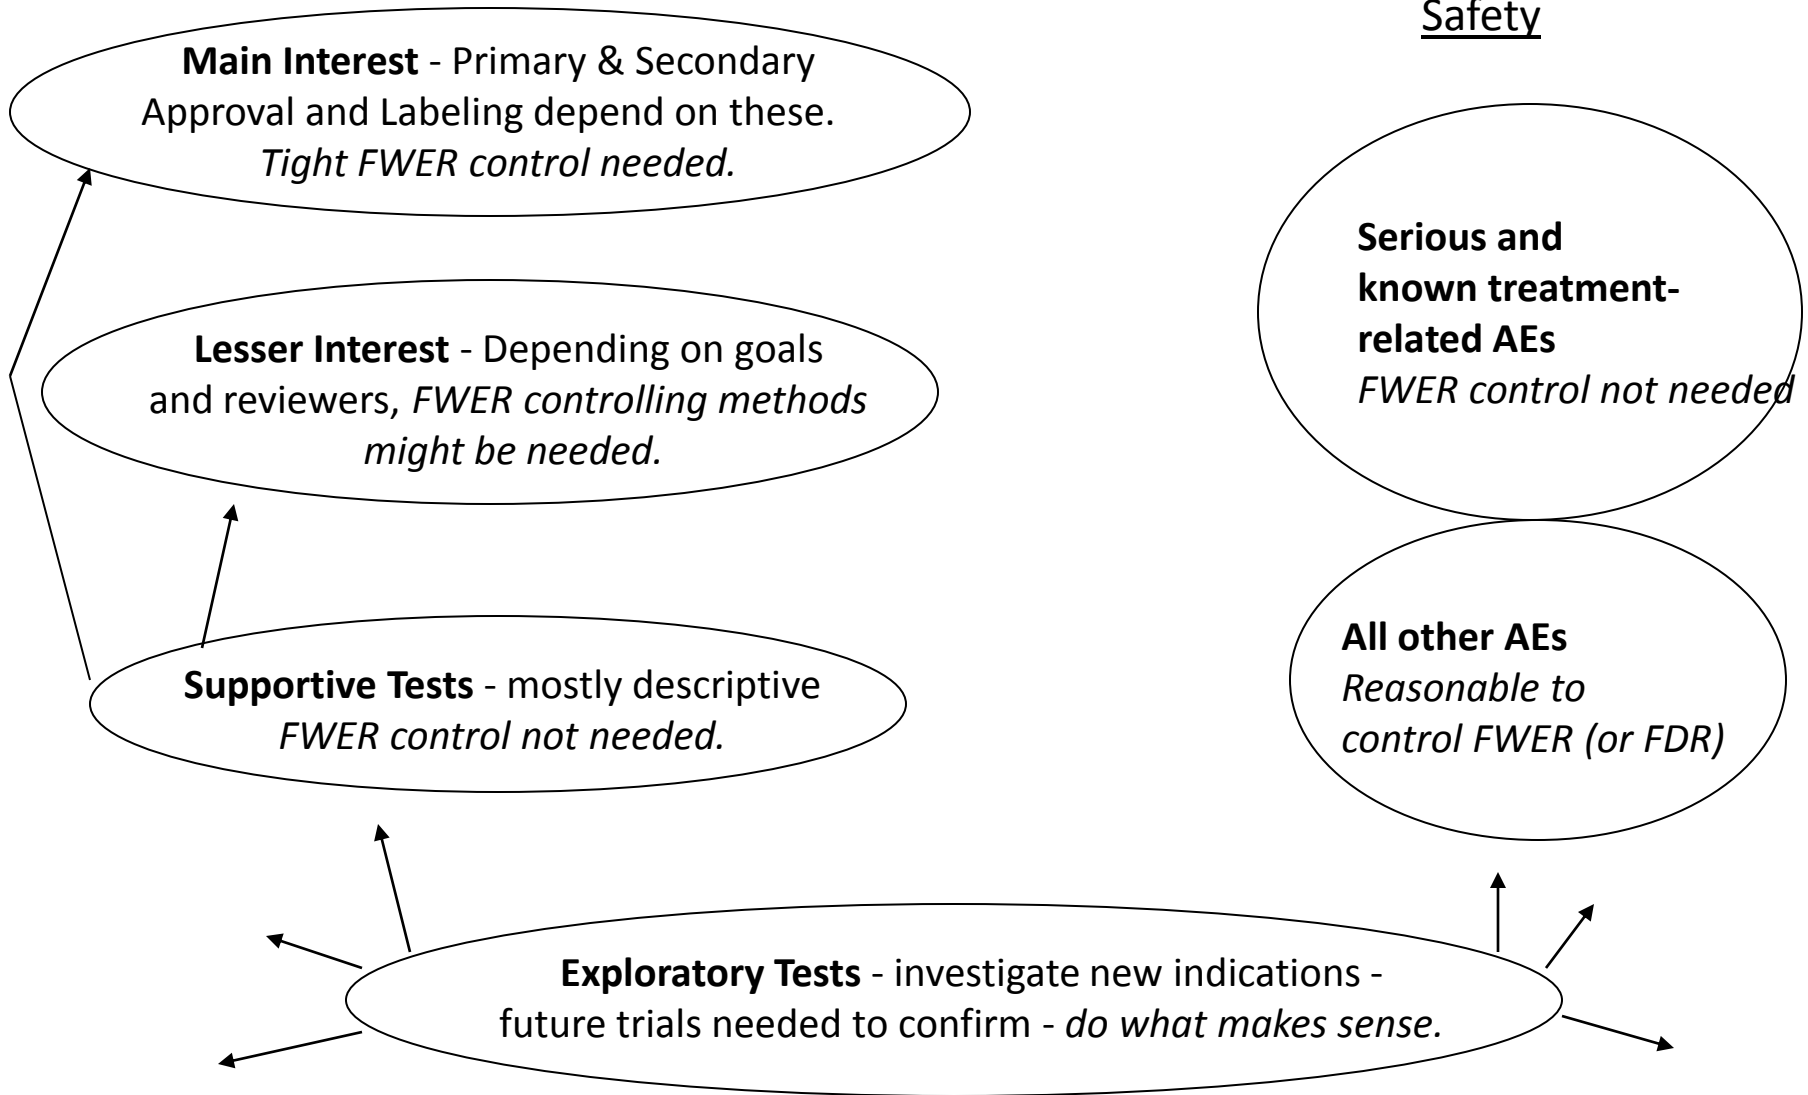 Safety
Main Interest - Primary & Secondary
Approval and Labeling depend on these.
Tight FWER control needed.
Lesser Interest - Depending on goals
and reviewers, FWER controlling methods
might be needed.
Supportive Tests - mostly descriptive
FWER control not needed.
Serious and
known treatment-
related AEs
FWER control not needed
All other AEs
Reasonable to
control FWER (or FDR)
Exploratory Tests - investigate new indications -
future trials needed to confirm - do what makes sense.